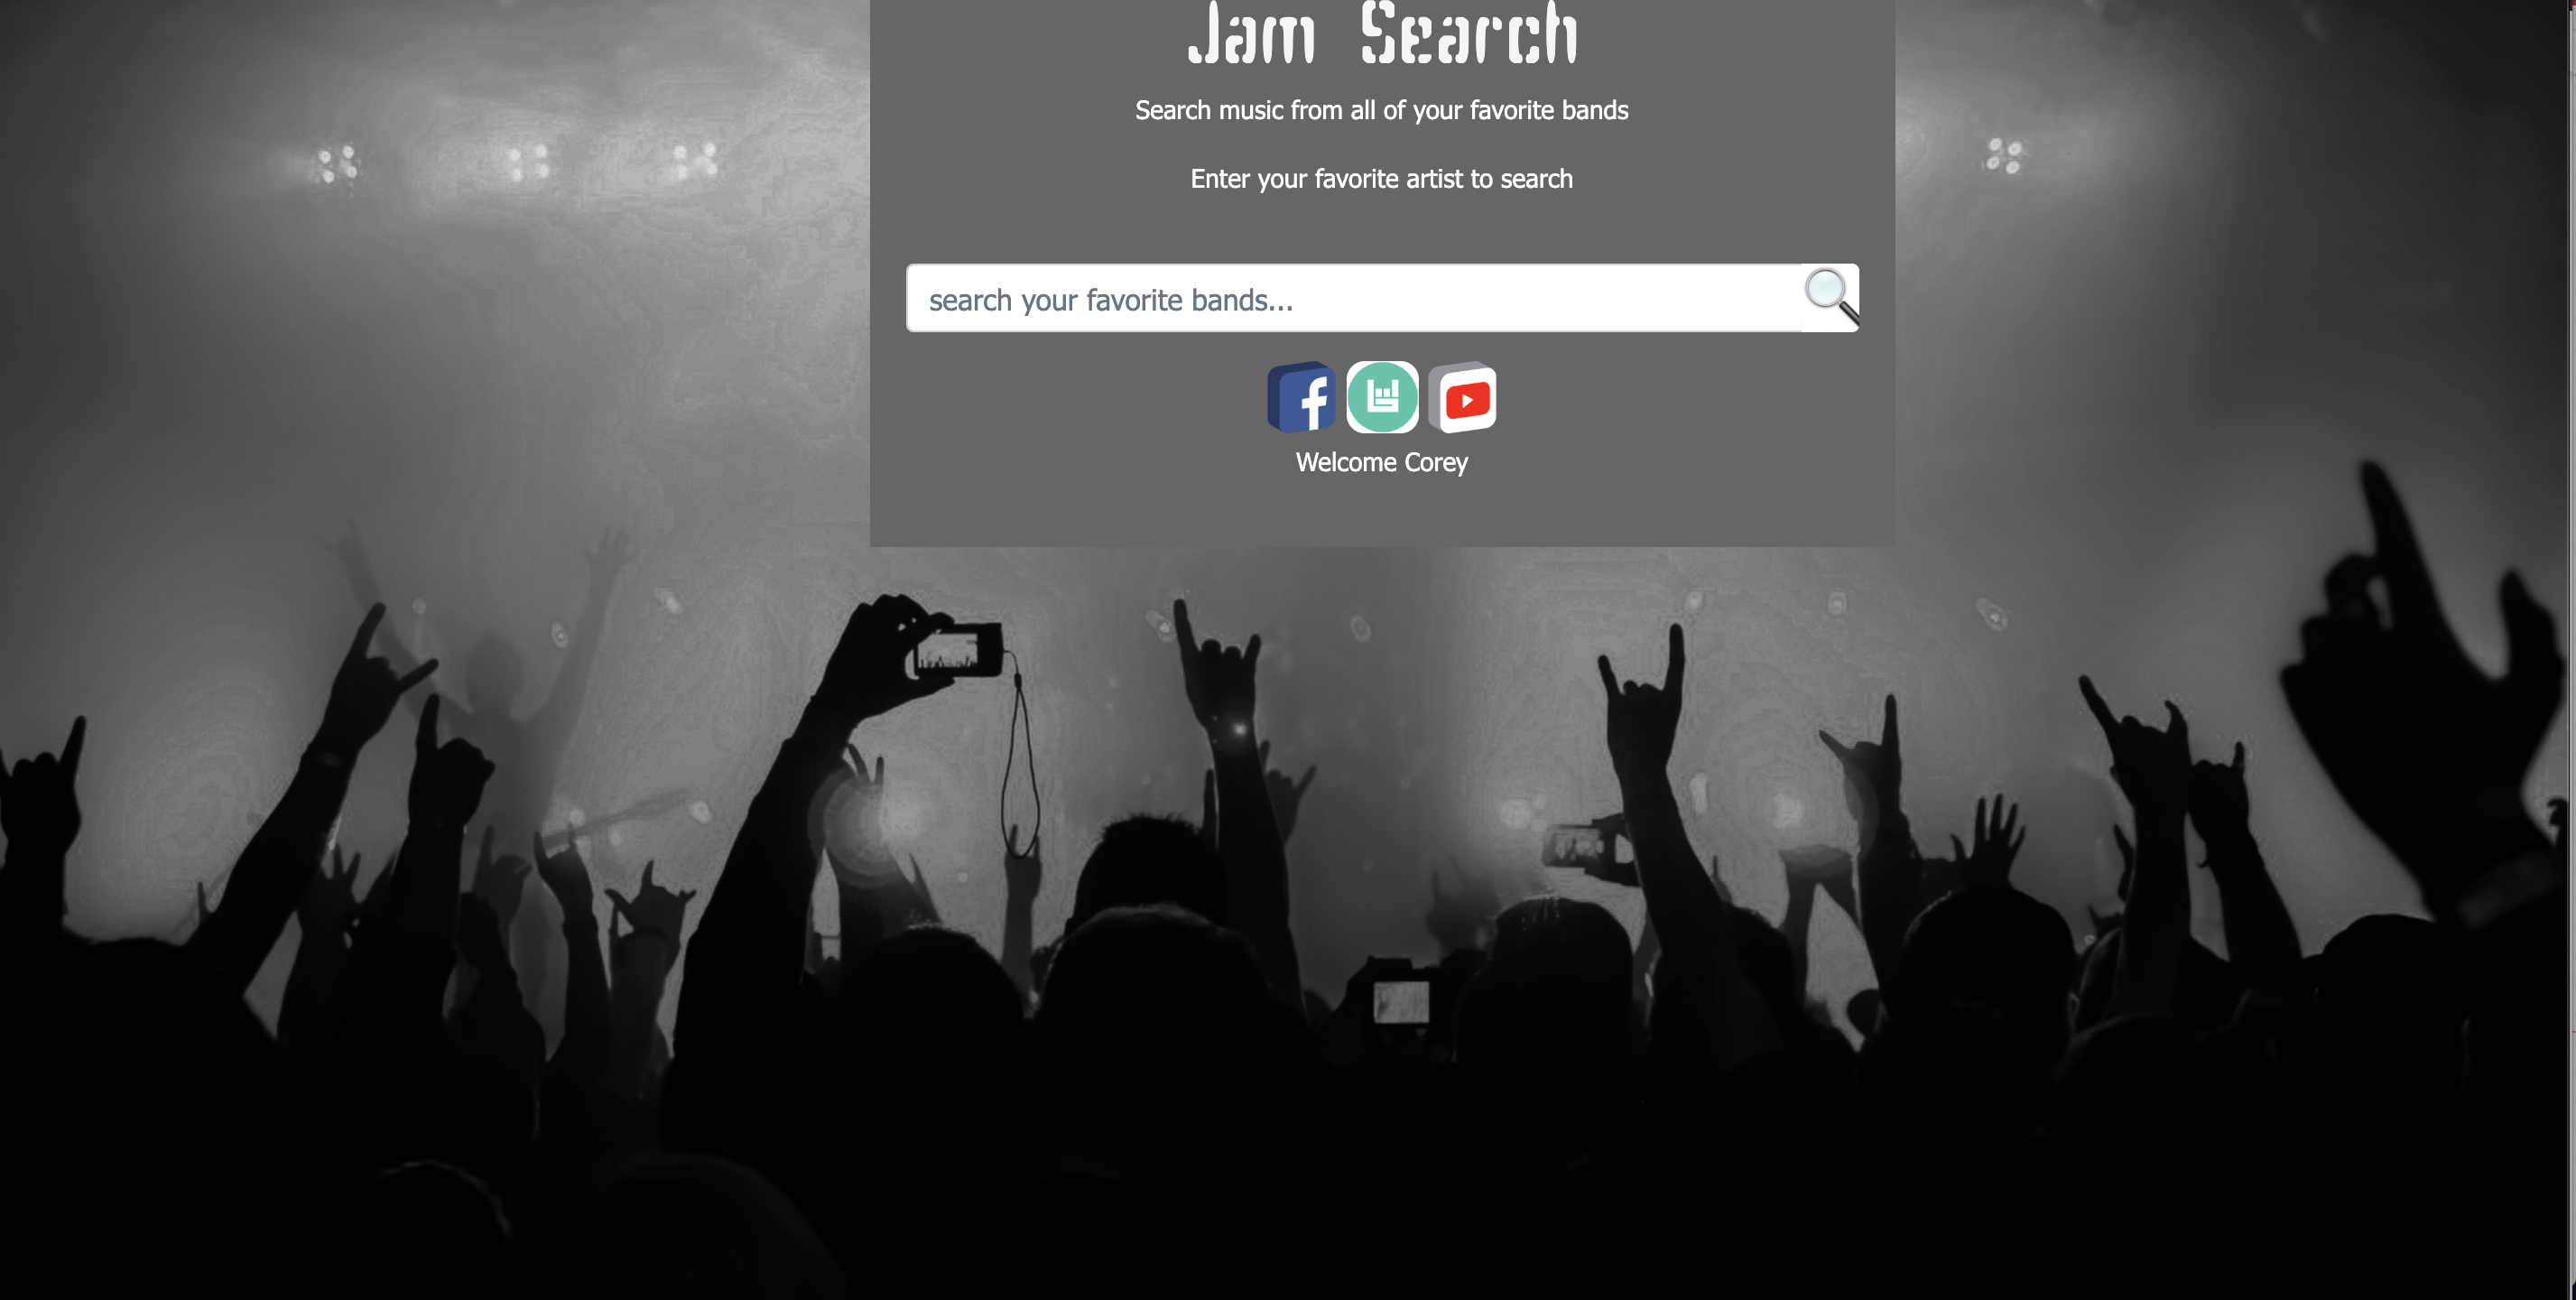 Jam Search
Search music from all of your favorite bands
Enter your favorite artist to search
search your favorite bands...
Welcome Corey